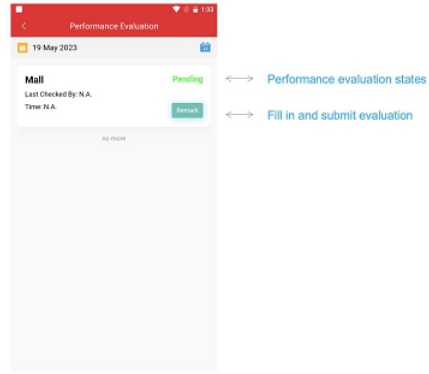 1:33
Performance Evaluation
19 May 2023
Mall
Pending
Performance evaluation states
Last Checked By: N.A.
Time: N.A.
Remark
Fill in and submit evaluation
no more